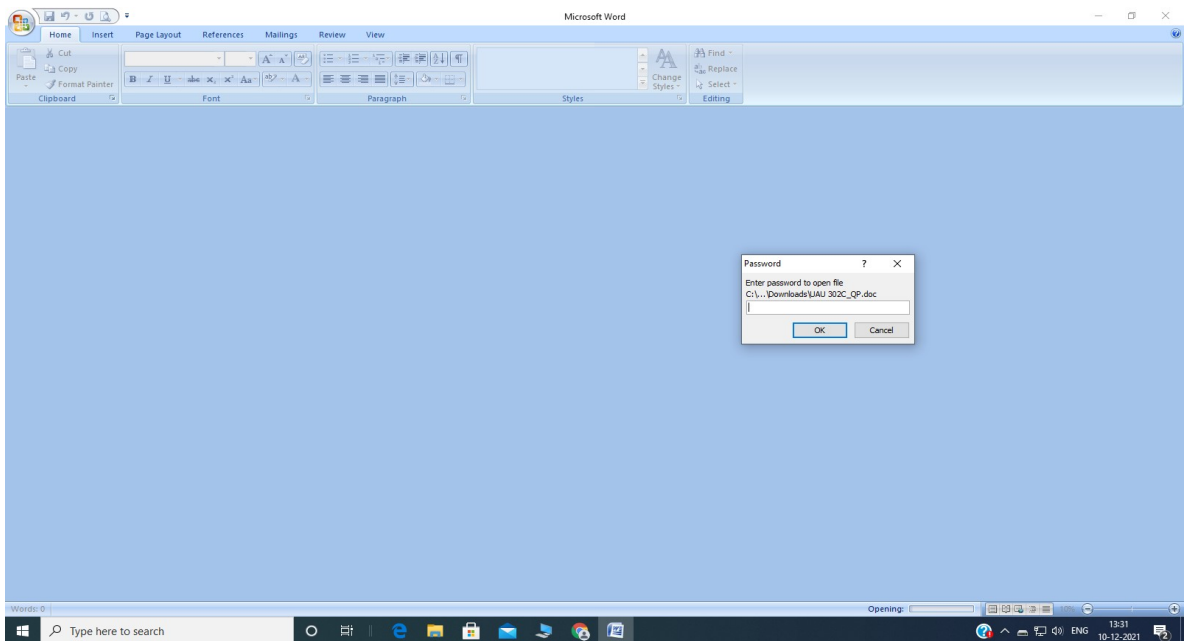 Microsoft Word
Home Insert Page Layout References Mailings Review View
Cut
Copy
Format Painter
Paste
Clipboard
Font
Paragraph
Styles
Change Styles
Find
Replace
Select
Editing
Password ?
Enter password to open file
C:\...\Downloads\UAU 302C_QP.doc
OK Cancel
Words: 0 Opening:
Type here to search ENG 13:31
10-12-2021